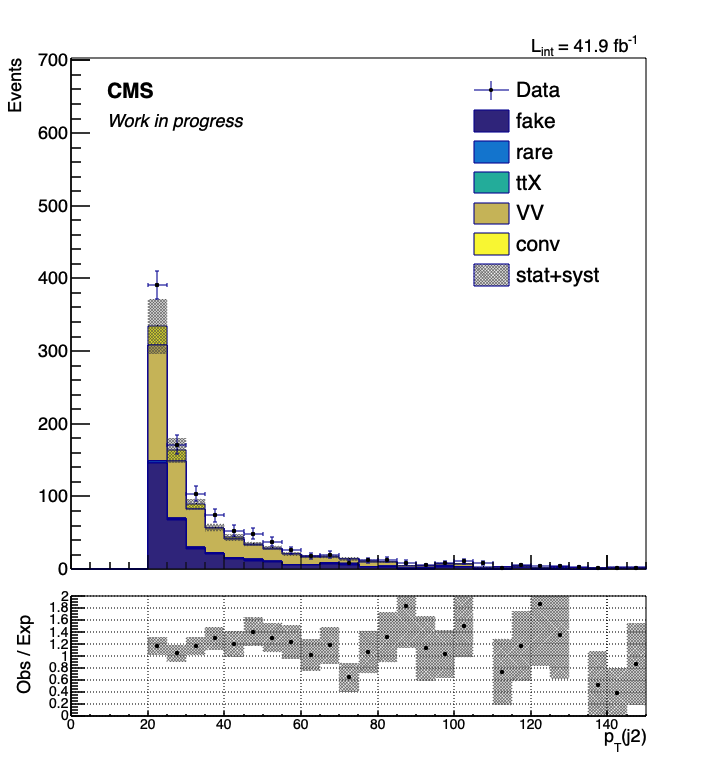 L_int = 41.9 fb^-1
Events
700
600
500
400
300
200
100
0
CMS
Work in progress
Data
fake
rare
ttX
VV
conv
stat+syst
Obs / Exp
2
1.8
1.6
1.4
1.2
1
0.8
0.6
0.4
0.2
0
0 20 40 60 80 100 120 140
p_T(j2)